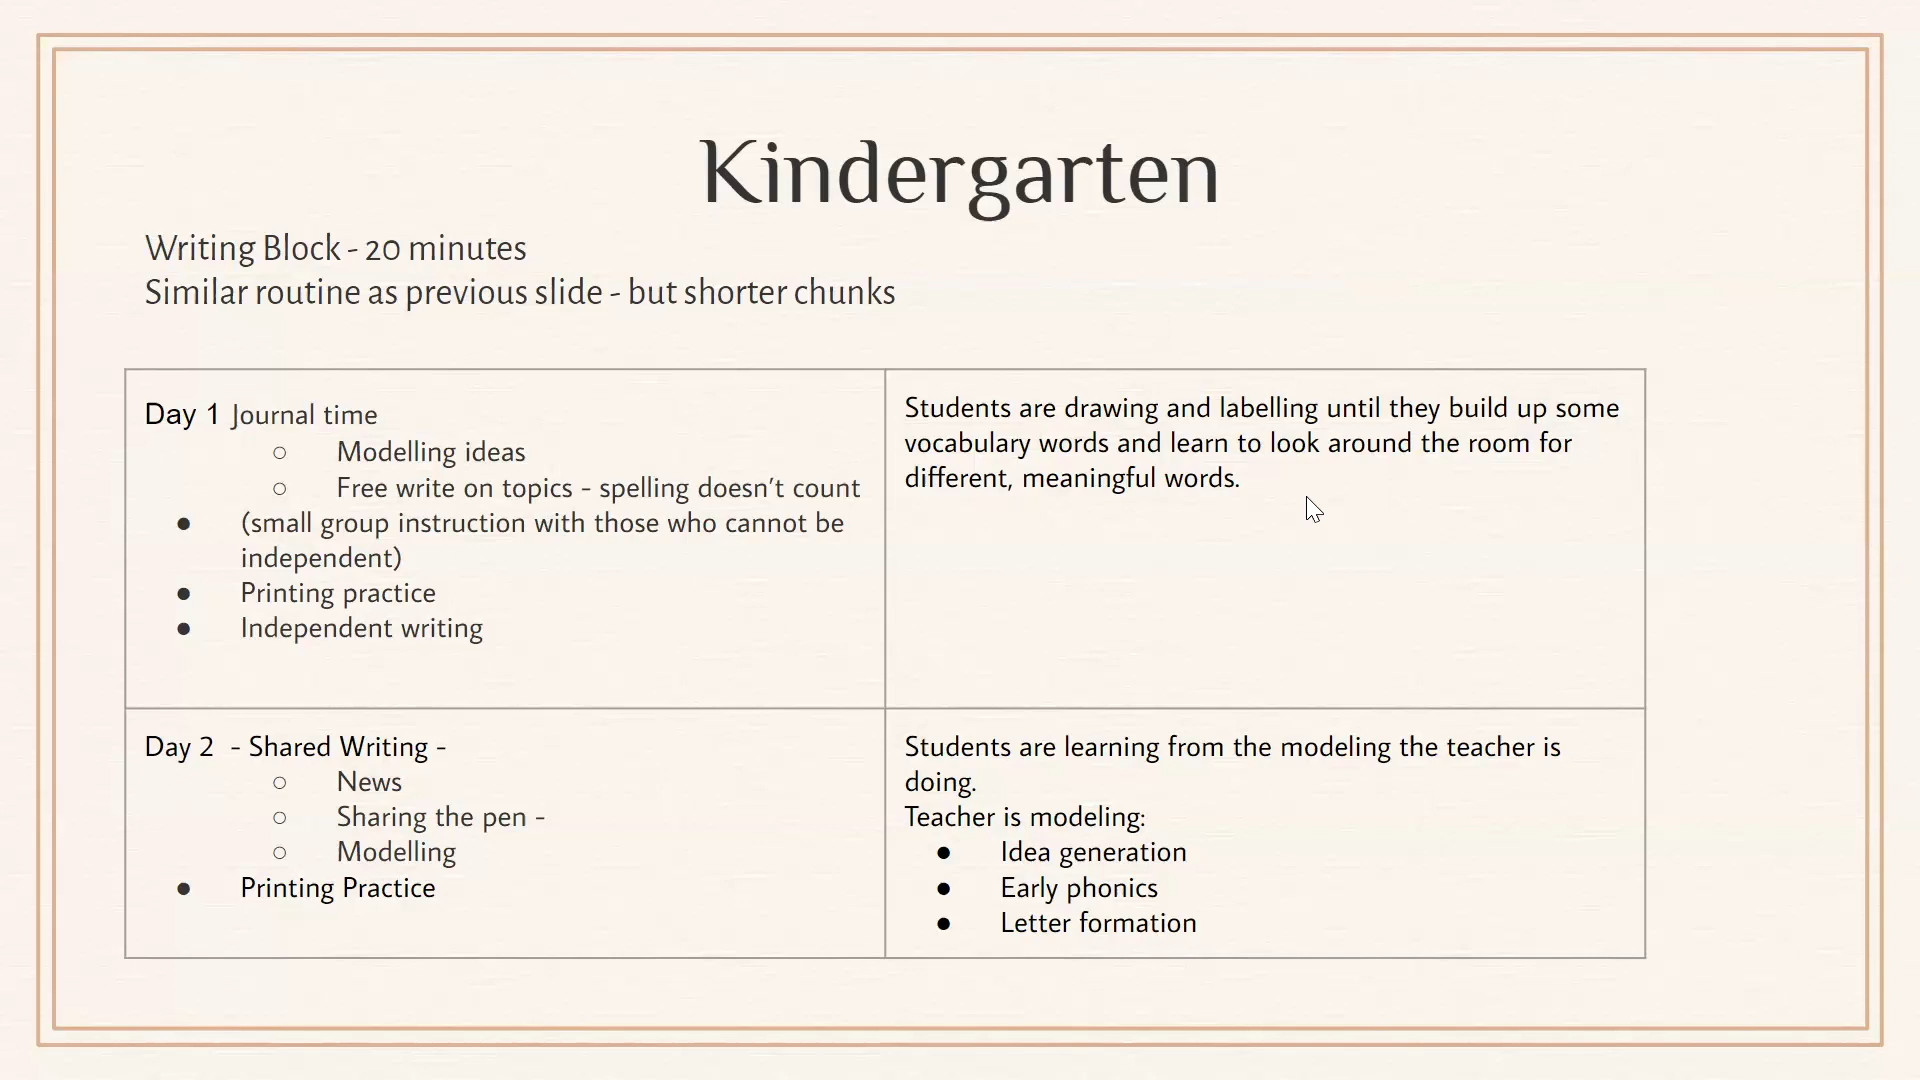 Kindergarten
Writing Block - 20 minutes
Similar routine as previous slide - but shorter chunks
Day 1 Journal time
○ Modelling ideas
○ Free write on topics - spelling doesn't count
● (small group instruction with those who cannot be
independent)
● Printing practice
● Independent writing
Students are drawing and labelling until they build up some
vocabulary words and learn to look around the room for
different, meaningful words.
Day 2 - Shared Writing -
○ News
○ Sharing the pen -
○ Modelling
● Printing Practice
Students are learning from the modeling the teacher is
doing.
Teacher is modeling:
● Idea generation
● Early phonics
● Letter formation